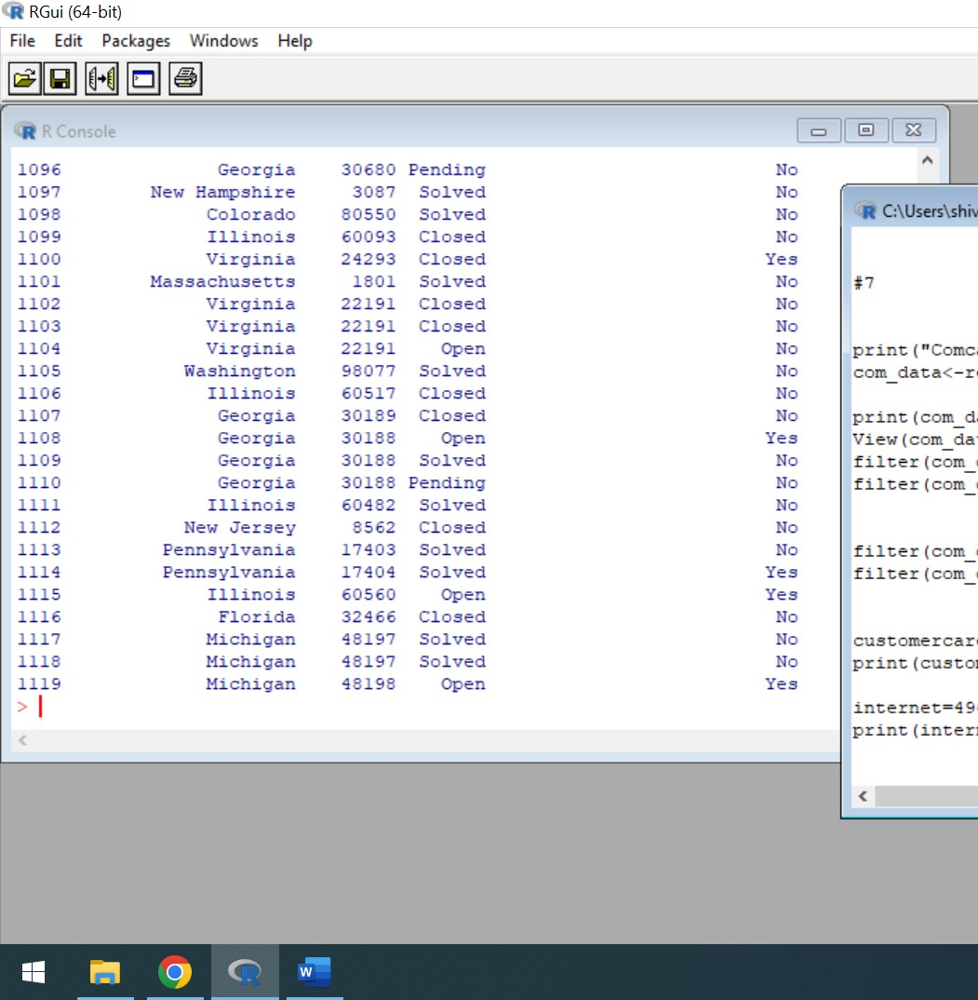 RGui (64-bit)
File Edit Packages Windows Help
R Console
1096 Georgia 30680 Pending No
1097 New Hampshire 3087 Solved No
1098 Colorado 80550 Solved No
1099 Illinois 60093 Closed No
1100 Virginia 24293 Closed Yes
1101 Massachusetts 1801 Solved No
1102 Virginia 22191 Closed No
1103 Virginia 22191 Closed No
1104 Virginia 22191 Open No
1105 Washington 98077 Solved No
1106 Illinois 60517 Closed No
1107 Georgia 30189 Closed No
1108 Georgia 30188 Open Yes
1109 Georgia 30188 Solved No
1110 Georgia 30188 Pending No
1111 Illinois 60482 Solved No
1112 New Jersey 8562 Closed No
1113 Pennsylvania 17403 Solved No
1114 Pennsylvania 17404 Solved Yes
1115 Illinois 60560 Open Yes
1116 Florida 32466 Closed No
1117 Michigan 48197 Solved No
1118 Michigan 48197 Solved No
1119 Michigan 48198 Open Yes
>
C:\Users\shiv
#7
print("Comca
com_data<-re
print(com_da
View(com_dat
filter(com_d
filter(com_d
filter(com_d
filter(com_d
customercare
print(custom
internet=496
print(intern